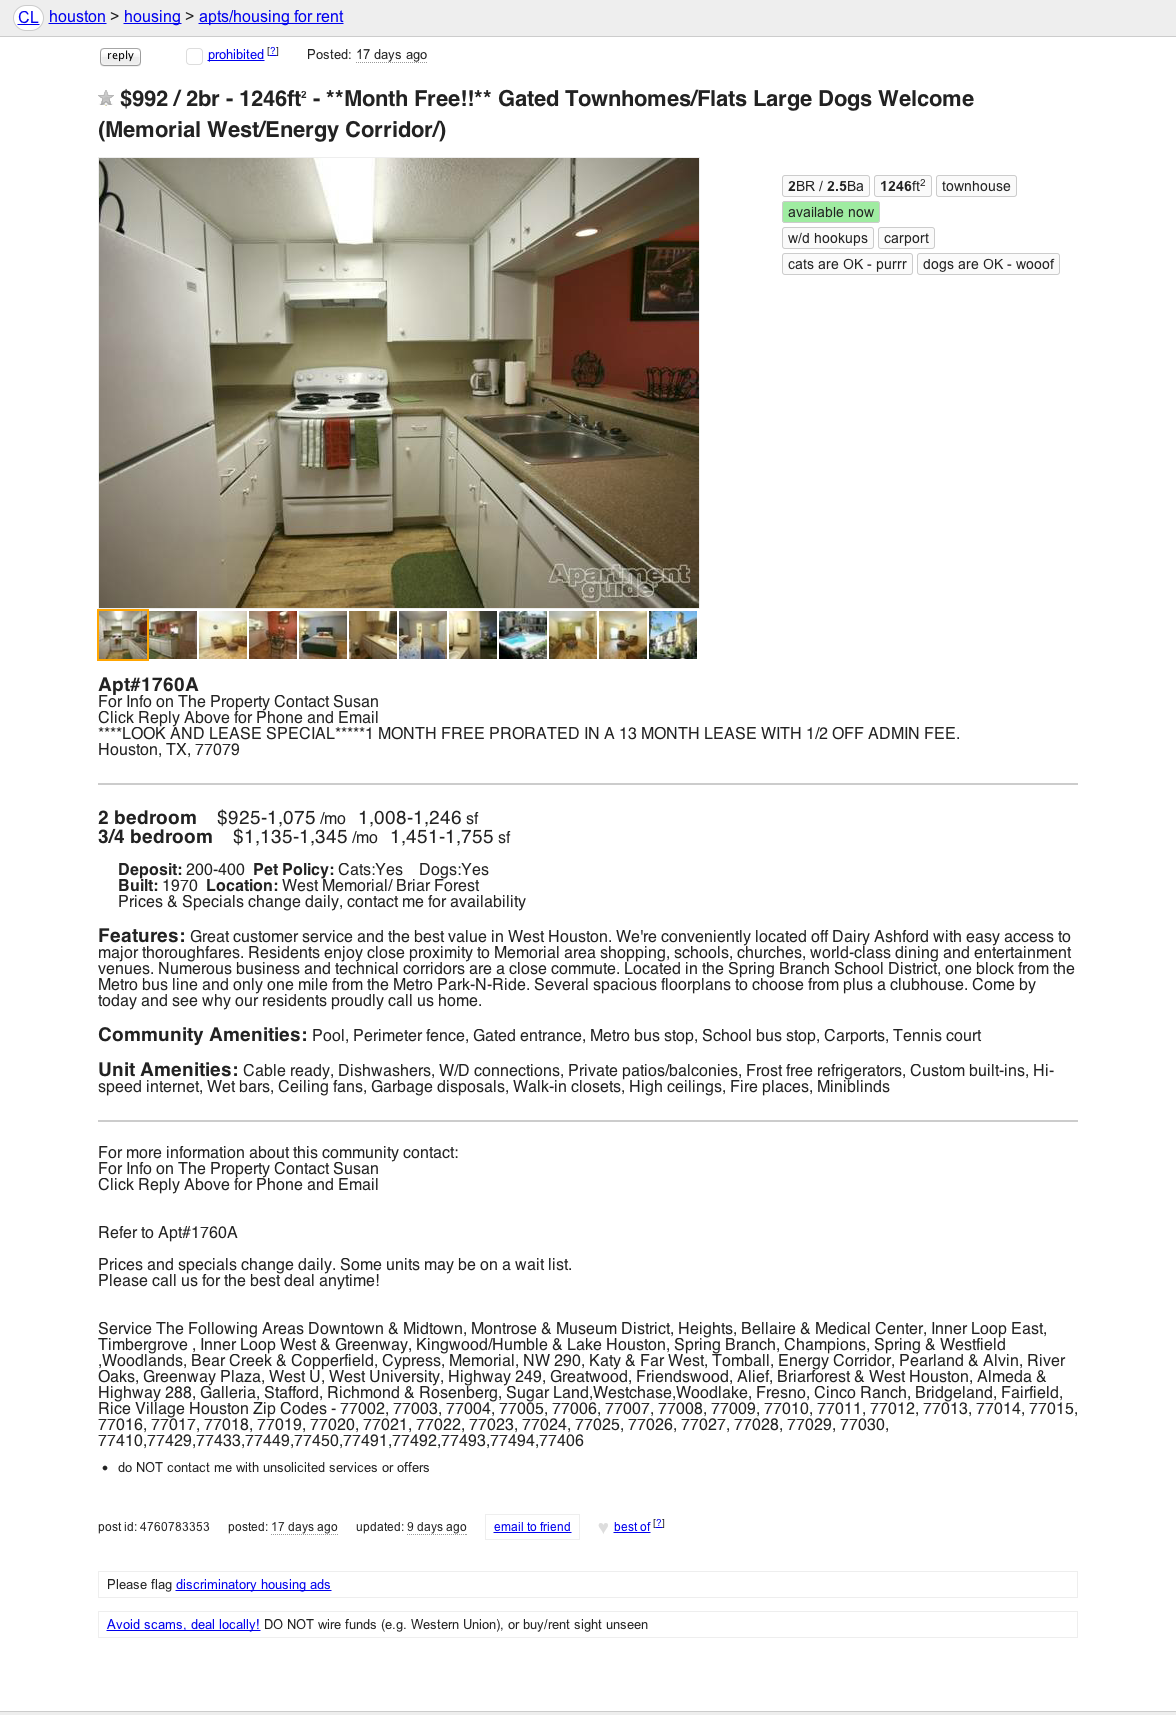 CL houston > housing > apts/housing for rent
reply prohibited [?] Posted: 17 days ago
$992 / 2br - 1246ft² - **Month Free!!** Gated Townhomes/Flats Large Dogs Welcome
(Memorial West/Energy Corridor/)
2BR / 2.5Ba 1246ft² townhouse
available now
w/d hookups carport
cats are OK - purrr dogs are OK - wooof
Apartment
guide
Apt#1760A
For Info on The Property Contact Susan
Click Reply Above for Phone and Email
****LOOK AND LEASE SPECIAL*****1 MONTH FREE PRORATED IN A 13 MONTH LEASE WITH 1/2 OFF ADMIN FEE.
Houston, TX, 77079
2 bedroom $925-1,075 /mo 1,008-1,246 sf
3/4 bedroom $1,135-1,345 /mo 1,451-1,755 sf
Deposit: 200-400 Pet Policy: Cats:Yes Dogs:Yes
Built: 1970 Location: West Memorial/ Briar Forest
Prices & Specials change daily, contact me for availability
Features: Great customer service and the best value in West Houston. We're conveniently located off Dairy Ashford with easy access to
major thoroughfares. Residents enjoy close proximity to Memorial area shopping, schools, churches, world-class dining and entertainment
venues. Numerous business and technical corridors are a close commute. Located in the Spring Branch School District, one block from the
Metro bus line and only one mile from the Metro Park-N-Ride. Several spacious floorplans to choose from plus a clubhouse. Come by
today and see why our residents proudly call us home.
Community Amenities: Pool, Perimeter fence, Gated entrance, Metro bus stop, School bus stop, Carports, Tennis court
Unit Amenities: Cable ready, Dishwashers, W/D connections, Private patios/balconies, Frost free refrigerators, Custom built-ins, Hi-
speed internet, Wet bars, Ceiling fans, Garbage disposals, Walk-in closets, High ceilings, Fire places, Miniblinds
For more information about this community contact:
For Info on The Property Contact Susan
Click Reply Above for Phone and Email
Refer to Apt#1760A
Prices and specials change daily. Some units may be on a wait list.
Please call us for the best deal anytime!
Service The Following Areas Downtown & Midtown, Montrose & Museum District, Heights, Bellaire & Medical Center, Inner Loop East,
Timbergrove , Inner Loop West & Greenway, Kingwood/Humble & Lake Houston, Spring Branch, Champions, Spring & Westfield
,Woodlands, Bear Creek & Copperfield, Cypress, Memorial, NW 290, Katy & Far West, Tomball, Energy Corridor, Pearland & Alvin, River
Oaks, Greenway Plaza, West U, West University, Highway 249, Greatwood, Friendswood, Alief, Briarforest & West Houston, Almeda &
Highway 288, Galleria, Stafford, Richmond & Rosenberg, Sugar Land,Westchase,Woodlake, Fresno, Cinco Ranch, Bridgeland, Fairfield,
Rice Village Houston Zip Codes - 77002, 77003, 77004, 77005, 77006, 77007, 77008, 77009, 77010, 77011, 77012, 77013, 77014, 77015,
77016, 77017, 77018, 77019, 77020, 77021, 77022, 77023, 77024, 77025, 77026, 77027, 77028, 77029, 77030,
77410,77429,77433,77449,77450,77491,77492,77493,77494,77406
• do NOT contact me with unsolicited services or offers
post id: 4760783353 posted: 17 days ago updated: 9 days ago email to friend ♥ best of [?]
Please flag discriminatory housing ads
Avoid scams, deal locally! DO NOT wire funds (e.g. Western Union), or buy/rent sight unseen